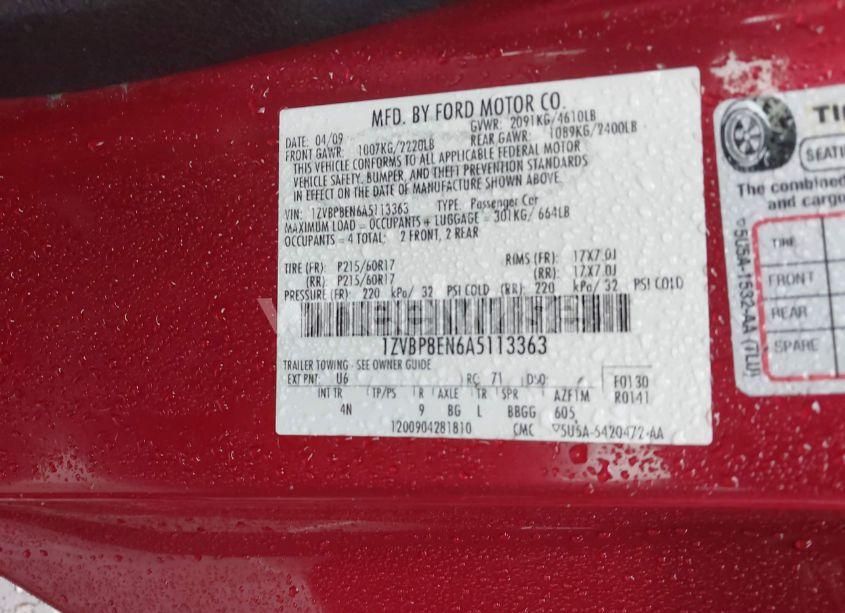 MFD. BY FORD MOTOR CO.
DATE: 04/09 GVWR: 2091KG/4610LB
FRONT GAWR: 1007KG/2220LB REAR GAWR: 1089KG/2400LB
THIS VEHICLE CONFORMS TO ALL APPLICABLE FEDERAL MOTOR
VEHICLE SAFETY, BUMPER, AND THEFT PREVENTION STANDARDS
IN EFFECT ON THE DATE OF MANUFACTURE SHOWN ABOVE.
VIN: 1ZVBP8EN6A5113363 TYPE: Passenger Car
MAXIMUM LOAD = OCCUPANTS + LUGGAGE = 301KG/ 664LB
OCCUPANTS = 4 TOTAL: 2 FRONT, 2 REAR
TIRE (FR): P215/60R17 RIMS (FR): 17X7.0J
(RR): P215/60R17 (RR): 17X7.0J
PRESSURE (FR): 220 kPa/ 32 PSI COLD (RR): 220 kPa/ 32 PSI COLD
1ZVBP8EN6A5113363
TRAILER TOWING - SEE OWNER GUIDE
EXT PNT: U6 RC: 71 DSO: F0130
R0141
INT TR TP/PS R AXLE TR SPR AZFTM
4N 9 BG L BBGG 605
1200904281810 CMC ▽5U5A-5420472-AA
SEATI
The combined
and cargo
TIRE
FRONT
REAR
SPARE
▽5U5A-1532-AA (7LU)